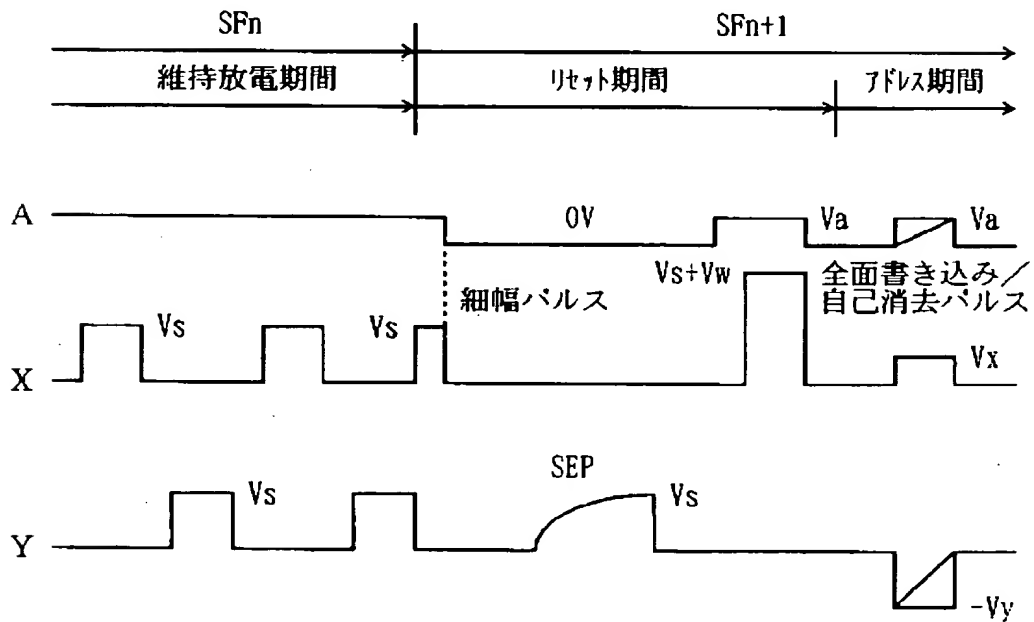 SFn
SFn+1
維持放電期間
リセット期間
アドレス期間
A
0V
Va
Va
Vs+Vw
全面書き込み/
自己消去パルス
細幅パルス
Vs
Vs
Vx
X
SEP
Vs
Vs
Y
-Vy